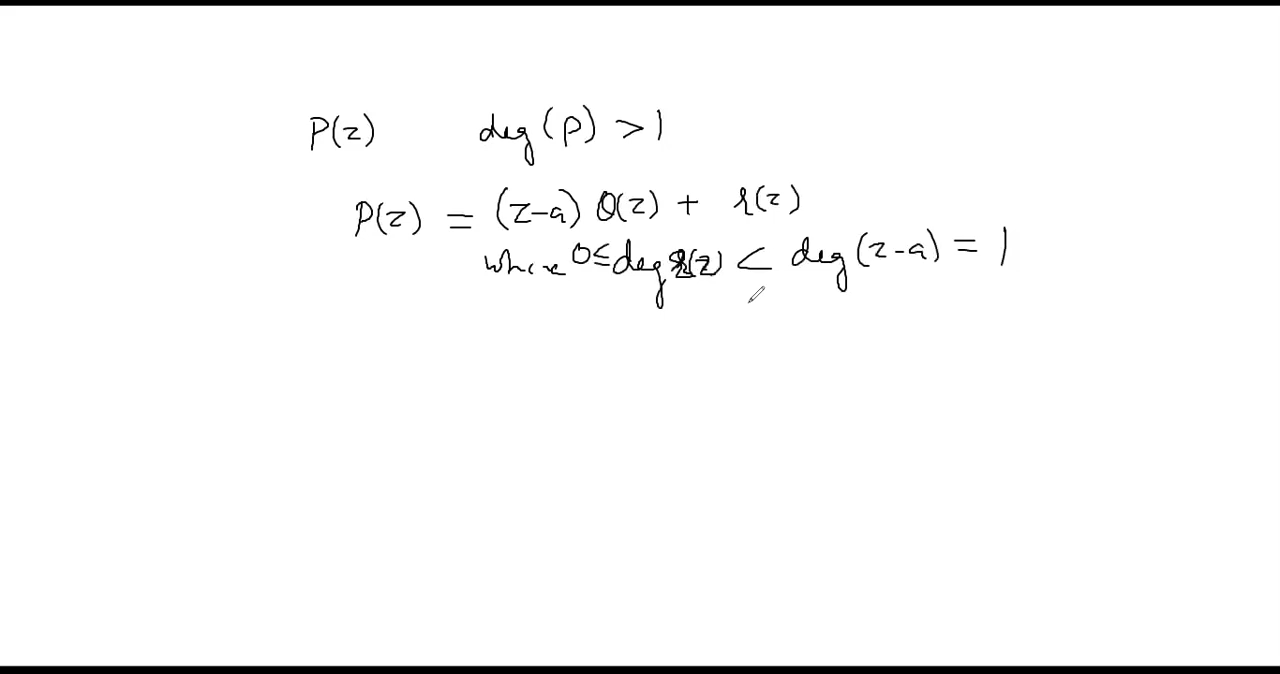 P(z) deg(p) > 1
P(z) = (z-a) Q(z) + r(z)
where 0 ≤ deg r(z) < deg(z-a) = 1